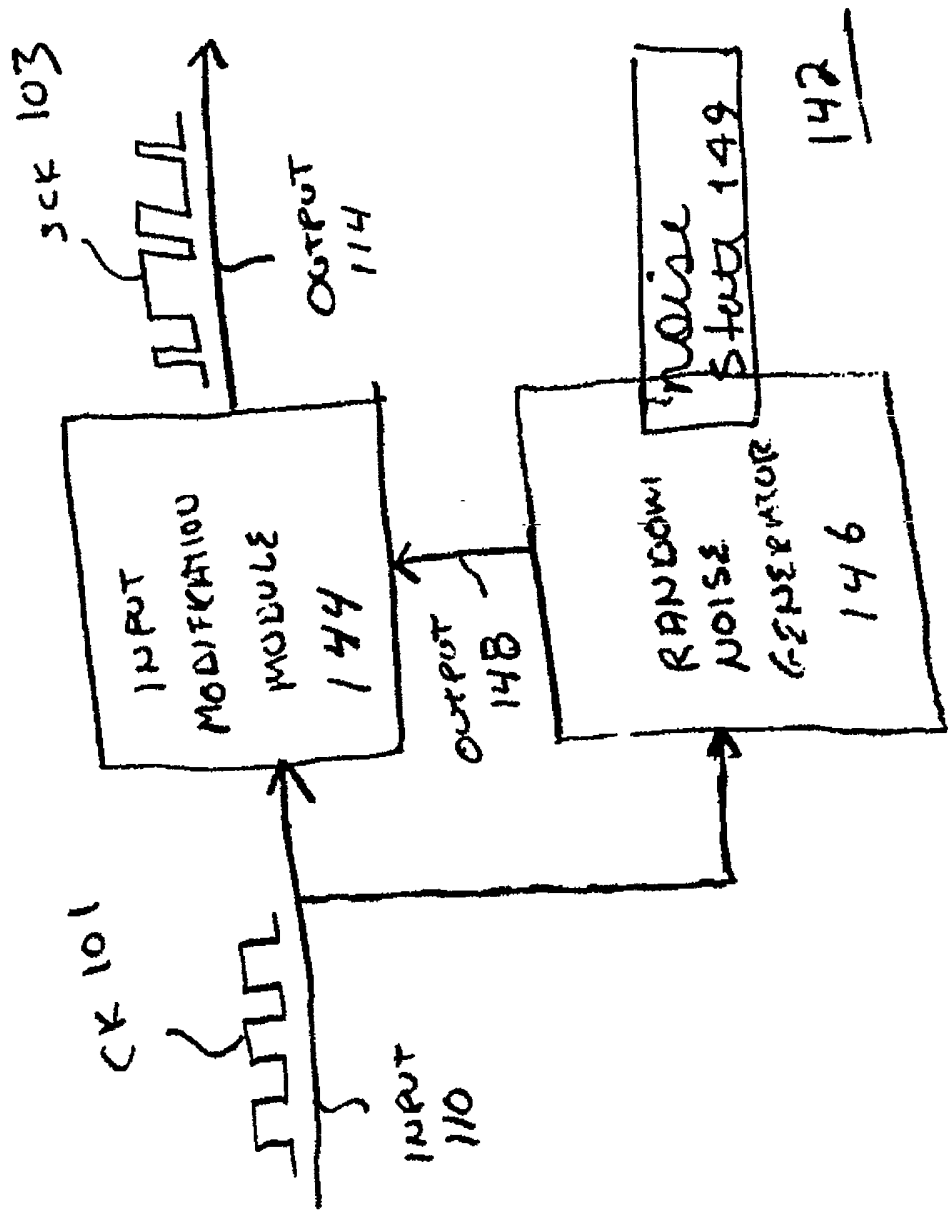 CK 101
INPUT
110
INPUT
MODIFICATION
MODULE
144
SCK 103
OUTPUT
114
OUTPUT
148
RANDOM
NOISE
GENERATOR
146
noise
State 149
142